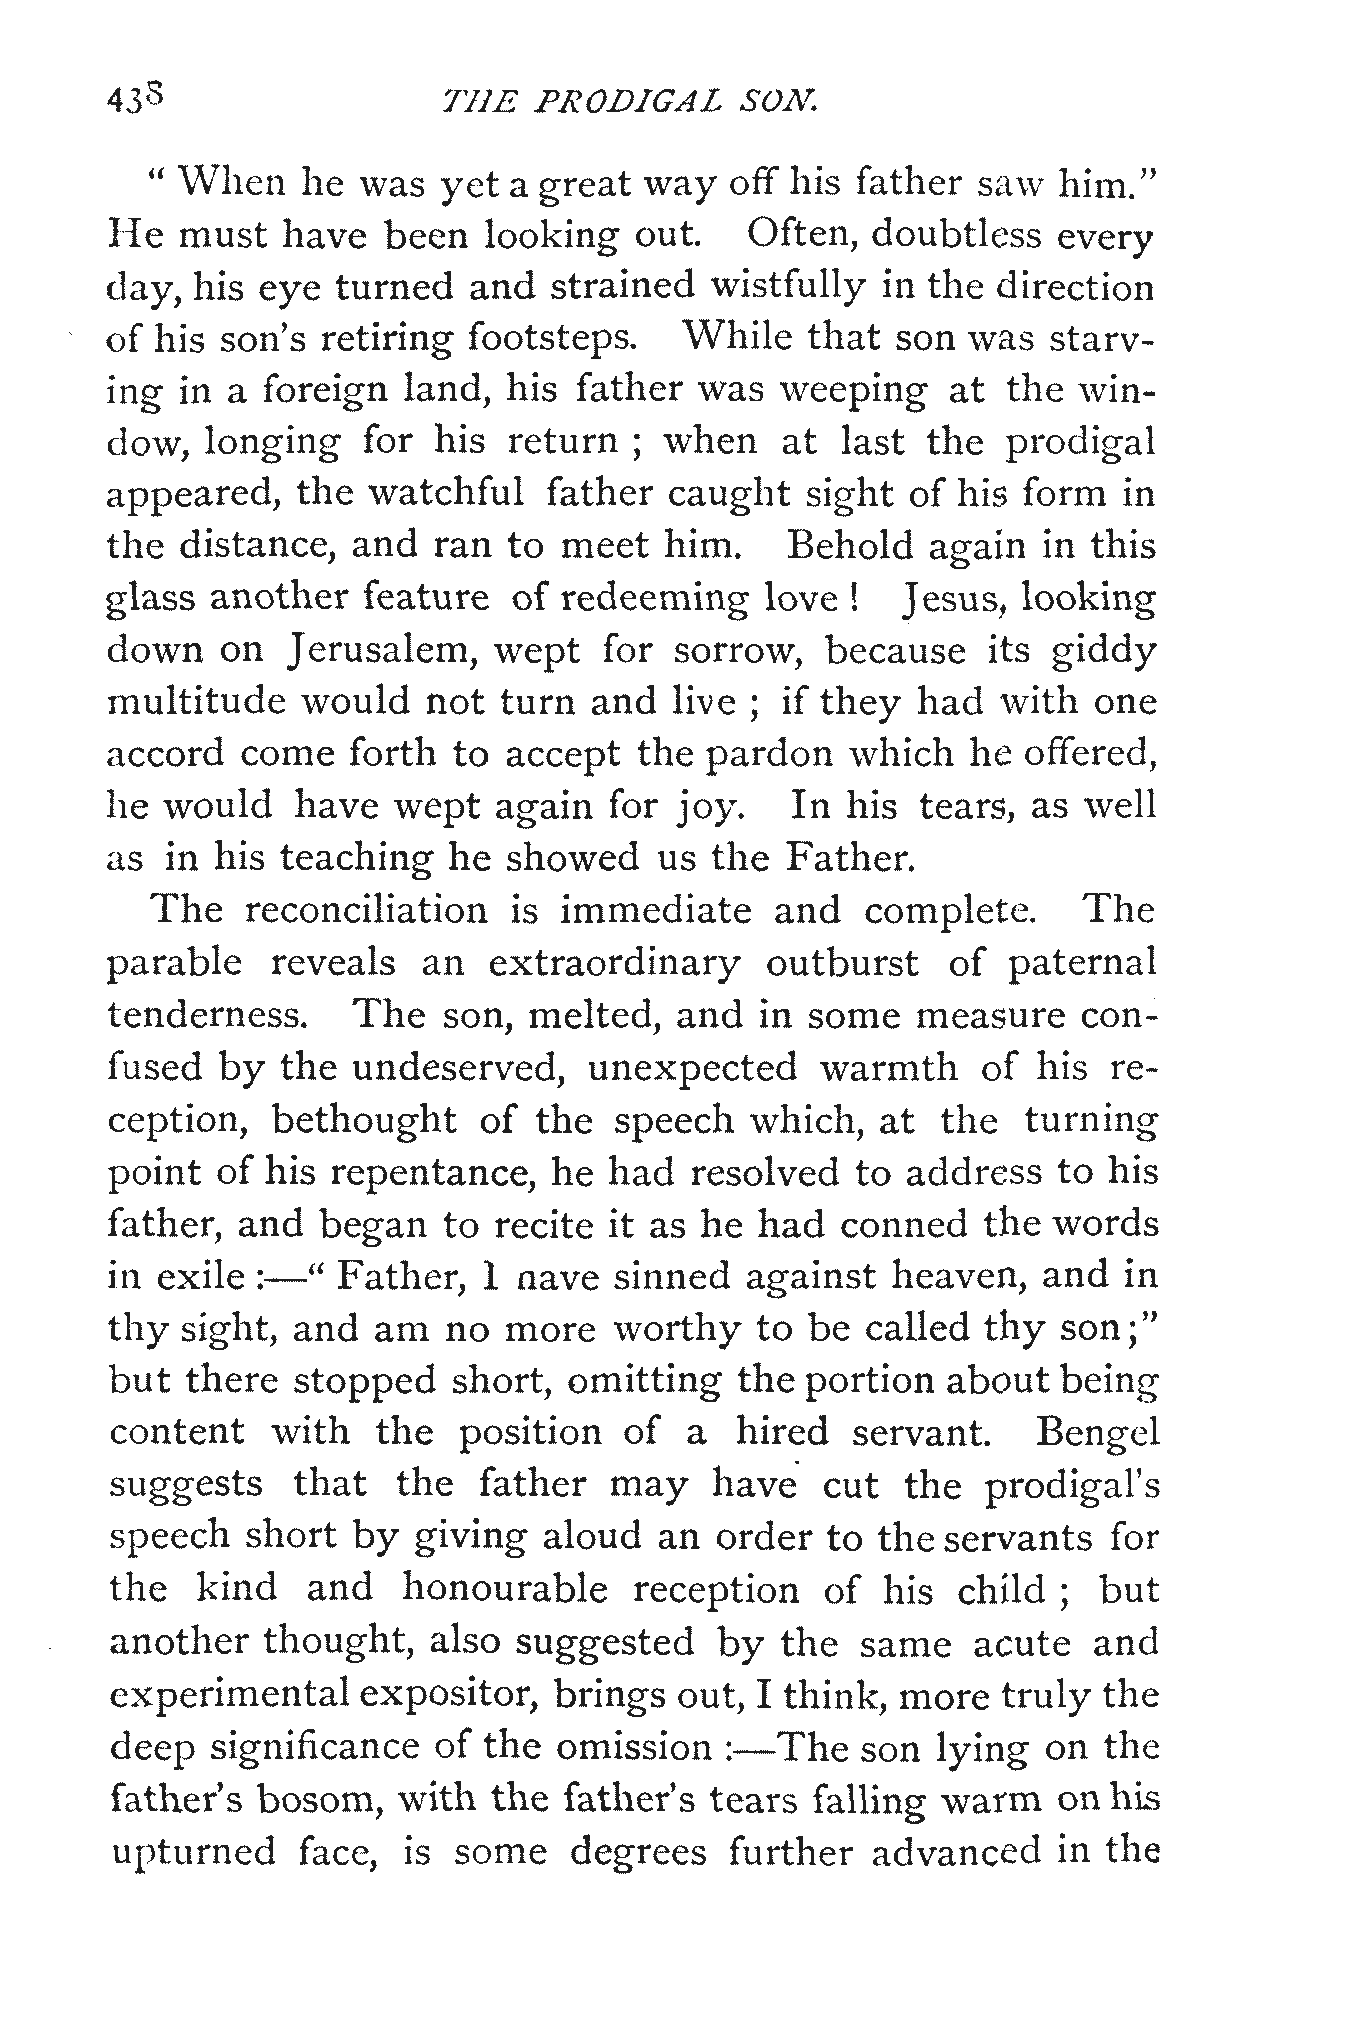 438 THE PRODIGAL SON.
“ When he was yet a great way off his father saw him.”
He must have been looking out. Often, doubtless every
day, his eye turned and strained wistfully in the direction
of his son’s retiring footsteps. While that son was starv-
ing in a foreign land, his father was weeping at the win-
dow, longing for his return ; when at last the prodigal
appeared, the watchful father caught sight of his form in
the distance, and ran to meet him. Behold again in this
glass another feature of redeeming love ! Jesus, looking
down on Jerusalem, wept for sorrow, because its giddy
multitude would not turn and live ; if they had with one
accord come forth to accept the pardon which he offered,
he would have wept again for joy. In his tears, as well
as in his teaching he showed us the Father.
The reconciliation is immediate and complete. The
parable reveals an extraordinary outburst of paternal
tenderness. The son, melted, and in some measure con-
fused by the undeserved, unexpected warmth of his re-
ception, bethought of the speech which, at the turning
point of his repentance, he had resolved to address to his
father, and began to recite it as he had conned the words
in exile :—“ Father, I have sinned against heaven, and in
thy sight, and am no more worthy to be called thy son;”
but there stopped short, omitting the portion about being
content with the position of a hired servant. Bengel
suggests that the father may have cut the prodigal’s
speech short by giving aloud an order to the servants for
the kind and honourable reception of his child ; but
another thought, also suggested by the same acute and
experimental expositor, brings out, I think, more truly the
deep significance of the omission :—The son lying on the
father’s bosom, with the father’s tears falling warm on his
upturned face, is some degrees further advanced in the